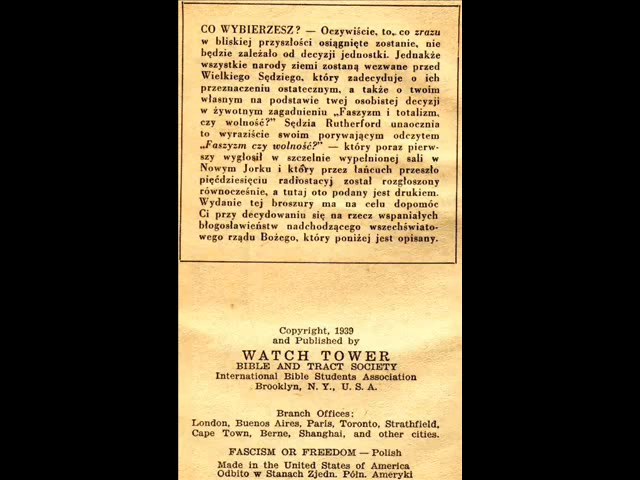 CO WYBIERZESZ? — Oczywiście, to, co zrazu
w bliskiej przyszłości osiągnięte zostanie, nie
będzie zależało od decyzji jednostki. Jednakże
wszystkie narody ziemi zostaną wezwane przed
Wielkiego Sędziego, który zadecyduje o ich
przeznaczeniu ostatecznym, a także o twoim
własnym na podstawie twej osobistej decyzji
w żywotnym zagadnieniu „Faszyzm i totalizm,
czy wolność?" Sędzia Rutherford unaocznia
to wyraziście swoim porywającym odczytem
„Faszyzm czy wolność?" — który poraz pierw-
szy wygłosił w szczelnie wypełnionej sali w
Nowym Jorku i który przez łańcuch przeszło
pięćdziesięciu radiostacyj został rozgłoszony
równocześnie, a tutaj oto podany jest drukiem.
Wydanie tej broszury ma na celu dopomóc
Ci przy decydowaniu się na rzecz wspaniałych
błogosławieństw nadchodzącego wszechświato-
wego rządu Bożego, który poniżej jest opisany.
Copyright, 1939
and Published by
WATCH TOWER
BIBLE AND TRACT SOCIETY
International Bible Students Association
Brooklyn, N. Y., U. S. A.
Branch Offices:
London, Buenos Aires, Paris, Toronto, Strathfield,
Cape Town, Berne, Shanghai, and other cities.
FASCISM OR FREEDOM — Polish
Made in the United States of America
Odbito w Stanach Zjedn. Półn. Ameryki